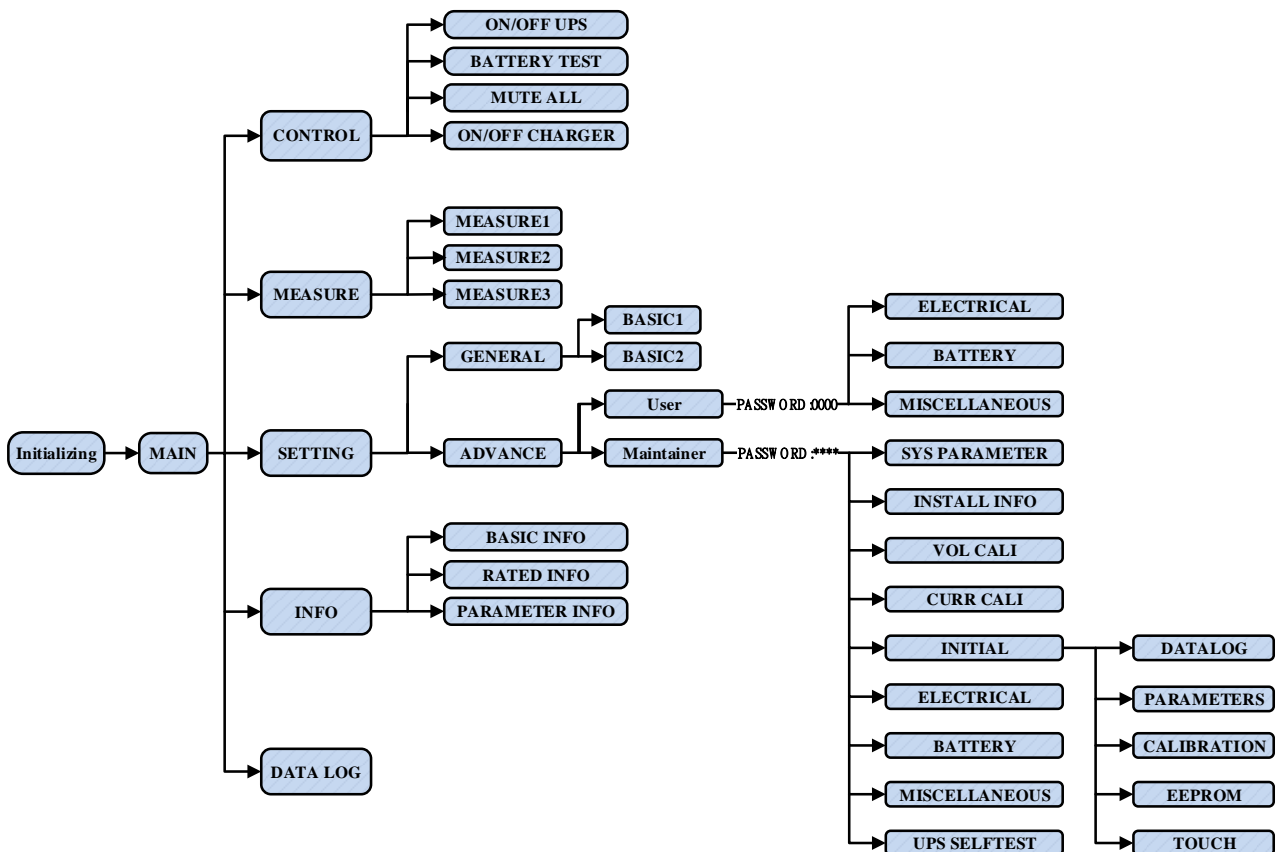 ON/OFF UPS
BATTERY TEST
MUTE ALL
CONTROL
ON/OFF CHARGER
MEASURE1
MEASURE2
MEASURE
MEASURE3
ELECTRICAL
BASIC1
GENERAL
BASIC2
BATTERY
User
PASSWORD:0000
MISCELLANEOUS
Initializing
MAIN
SETTING
ADVANCE
Maintainer
PASSWORD:****
SYS PARAMETER
INSTALL INFO
BASIC INFO
VOL CALI
RATED INFO
CURR CALI
INFO
PARAMETER INFO
INITIAL
DATALOG
ELECTRICAL
PARAMETERS
BATTERY
CALIBRATION
DATA LOG
MISCELLANEOUS
EEPROM
UPS SELFTEST
TOUCH